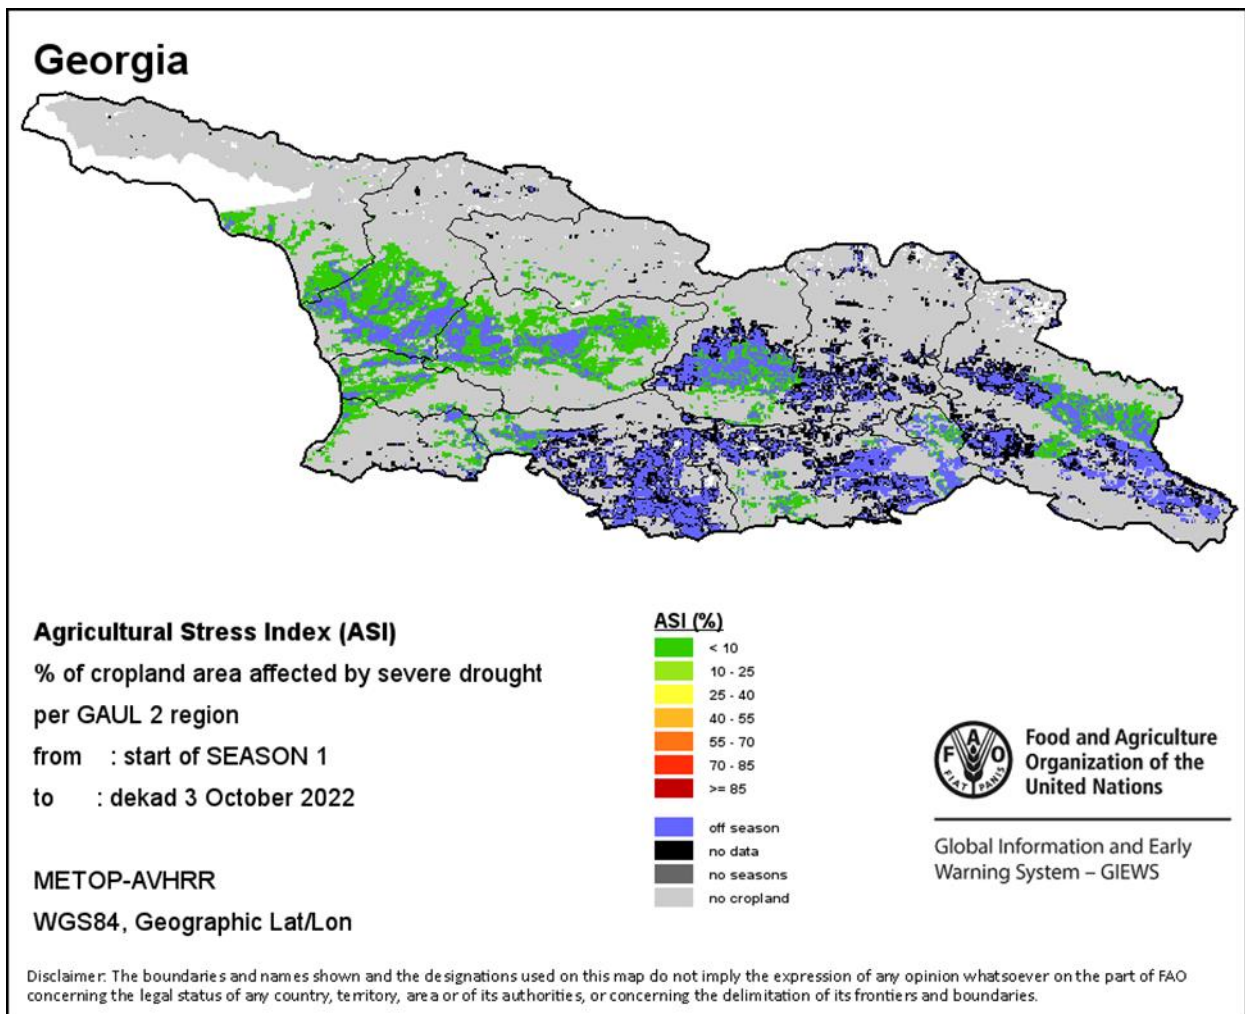 Georgia
Agricultural Stress Index (ASI)
% of cropland area affected by severe drought
per GAUL 2 region
from : start of SEASON 1
to : dekad 3 October 2022
METOP-AVHRR
WGS84, Geographic Lat/Lon
ASI (%)
< 10
10 - 25
25 - 40
40 - 55
55 - 70
70 - 85
>= 85
off season
no data
no seasons
no cropland
F A O
FIAT PANIS
Food and Agriculture
Organization of the
United Nations
Global Information and Early
Warning System – GIEWS
Disclaimer: The boundaries and names shown and the designations used on this map do not imply the expression of any opinion whatsoever on the part of FAO
concerning the legal status of any country, territory, area or of its authorities, or concerning the delimitation of its frontiers and boundaries.